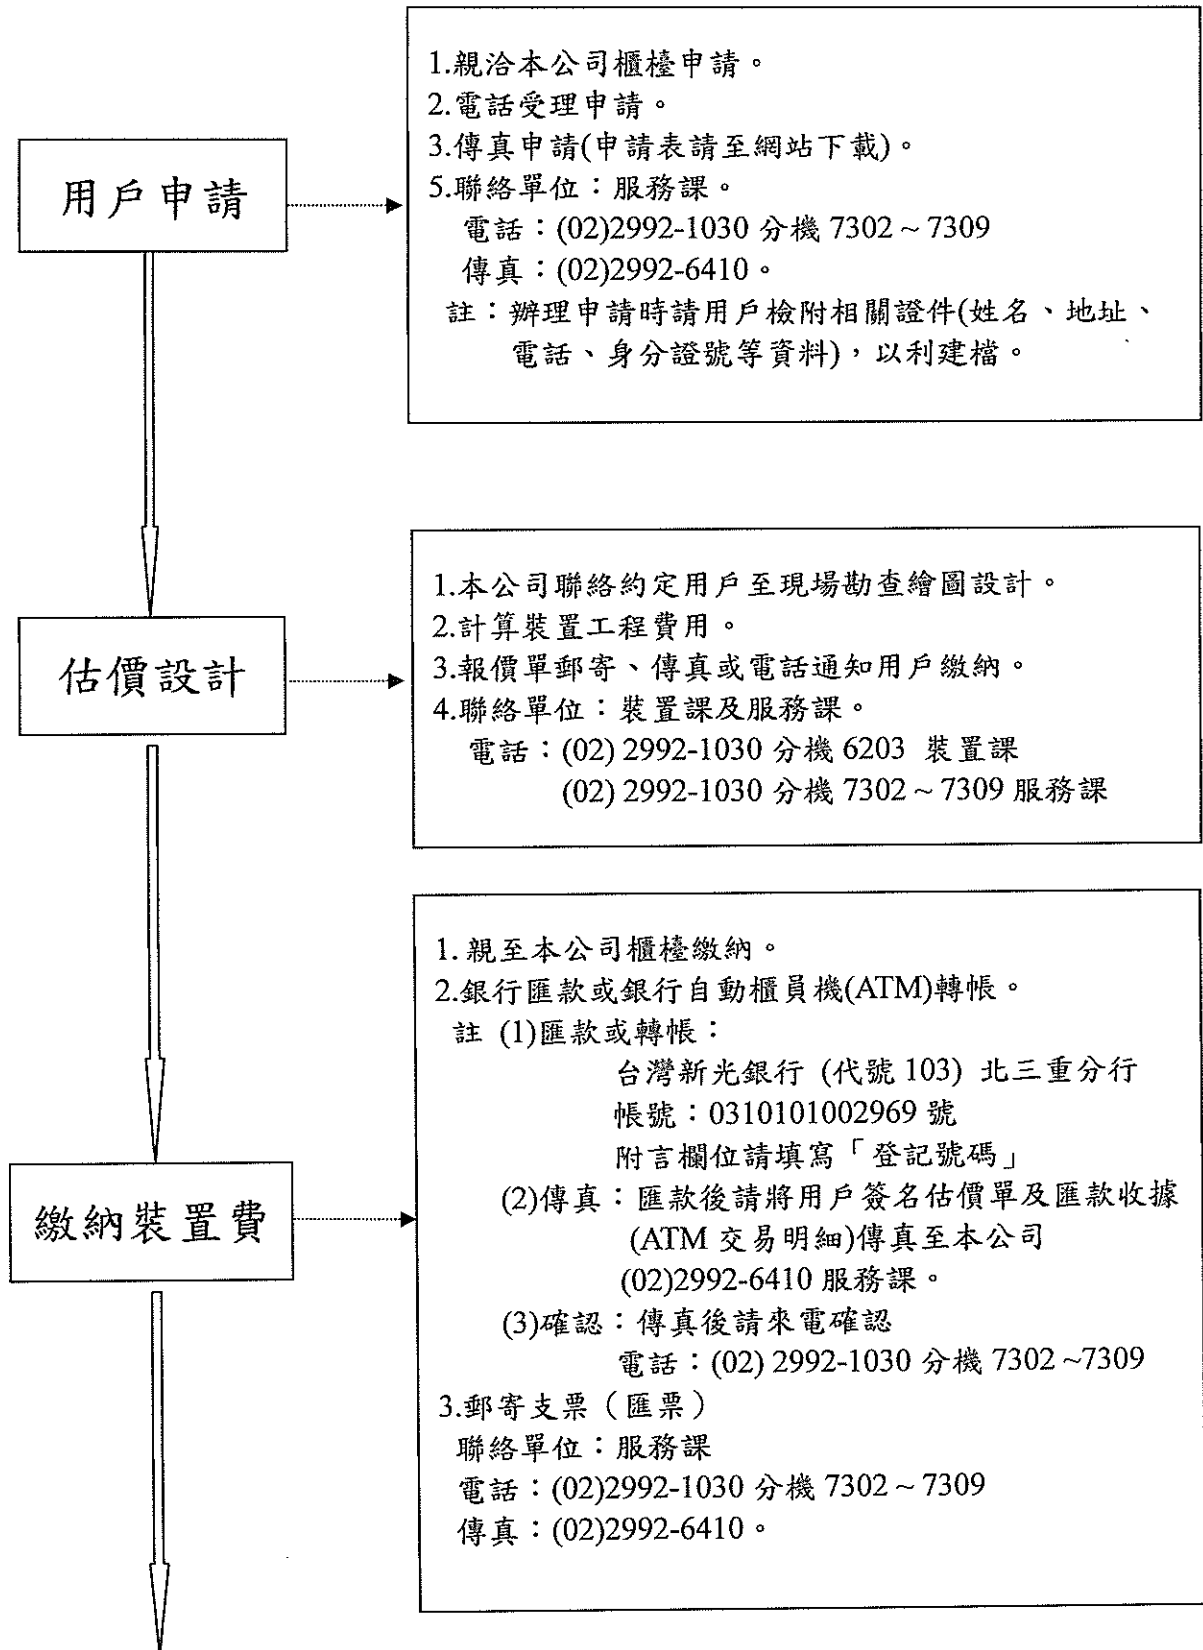 用戶申請
1.親洽本公司櫃檯申請。
2.電話受理申請。
3.傳真申請(申請表請至網站下載)。
5.聯絡單位：服務課。
電話：(02)2992-1030 分機 7302 ~ 7309
傳真：(02)2992-6410。
註：辦理申請時請用戶檢附相關證件(姓名、地址、
電話、身分證號等資料)，以利建檔。
估價設計
1.本公司聯絡約定用戶至現場勘查繪圖設計。
2.計算裝置工程費用。
3.報價單郵寄、傳真或電話通知用戶繳納。
4.聯絡單位：裝置課及服務課。
電話：(02) 2992-1030 分機 6203 裝置課
(02) 2992-1030 分機 7302 ~ 7309 服務課
繳納裝置費
1. 親至本公司櫃檯繳納。
2.銀行匯款或銀行自動櫃員機(ATM)轉帳。
註 (1)匯款或轉帳：
台灣新光銀行 (代號 103) 北三重分行
帳號：0310101002969 號
附言欄位請填寫「登記號碼」
(2)傳真：匯款後請將用戶簽名估價單及匯款收據
(ATM 交易明細)傳真至本公司
(02)2992-6410 服務課。
(3)確認：傳真後請來電確認
電話：(02) 2992-1030 分機 7302 ~7309
3.郵寄支票（匯票）
聯絡單位：服務課
電話：(02)2992-1030 分機 7302 ~ 7309
傳真：(02)2992-6410。